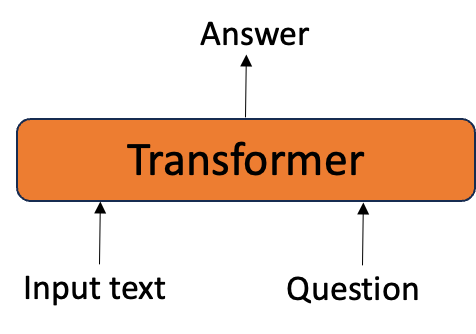 Answer
Transformer
Input text
Question